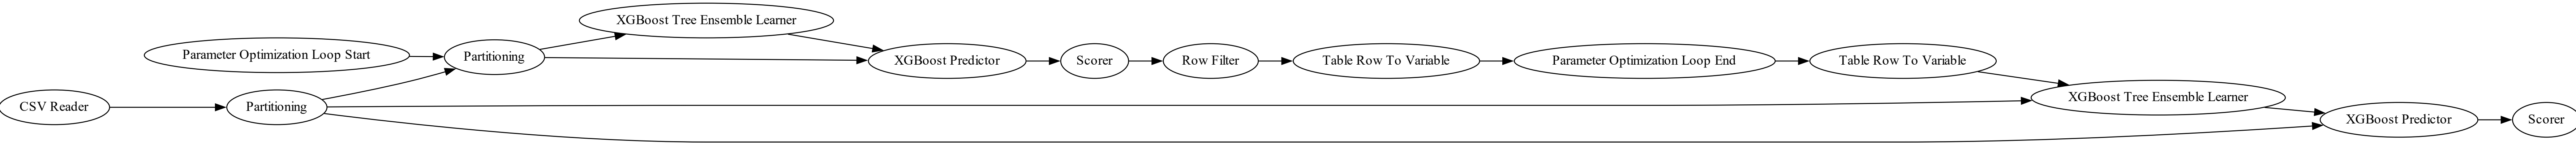 XGBoost Tree Ensemble Learner
Parameter Optimization Loop Start
Partitioning
XGBoost Predictor
Scorer
Row Filter
Table Row To Variable
Parameter Optimization Loop End
Table Row To Variable
CSV Reader
Partitioning
XGBoost Tree Ensemble Learner
XGBoost Predictor
Scorer